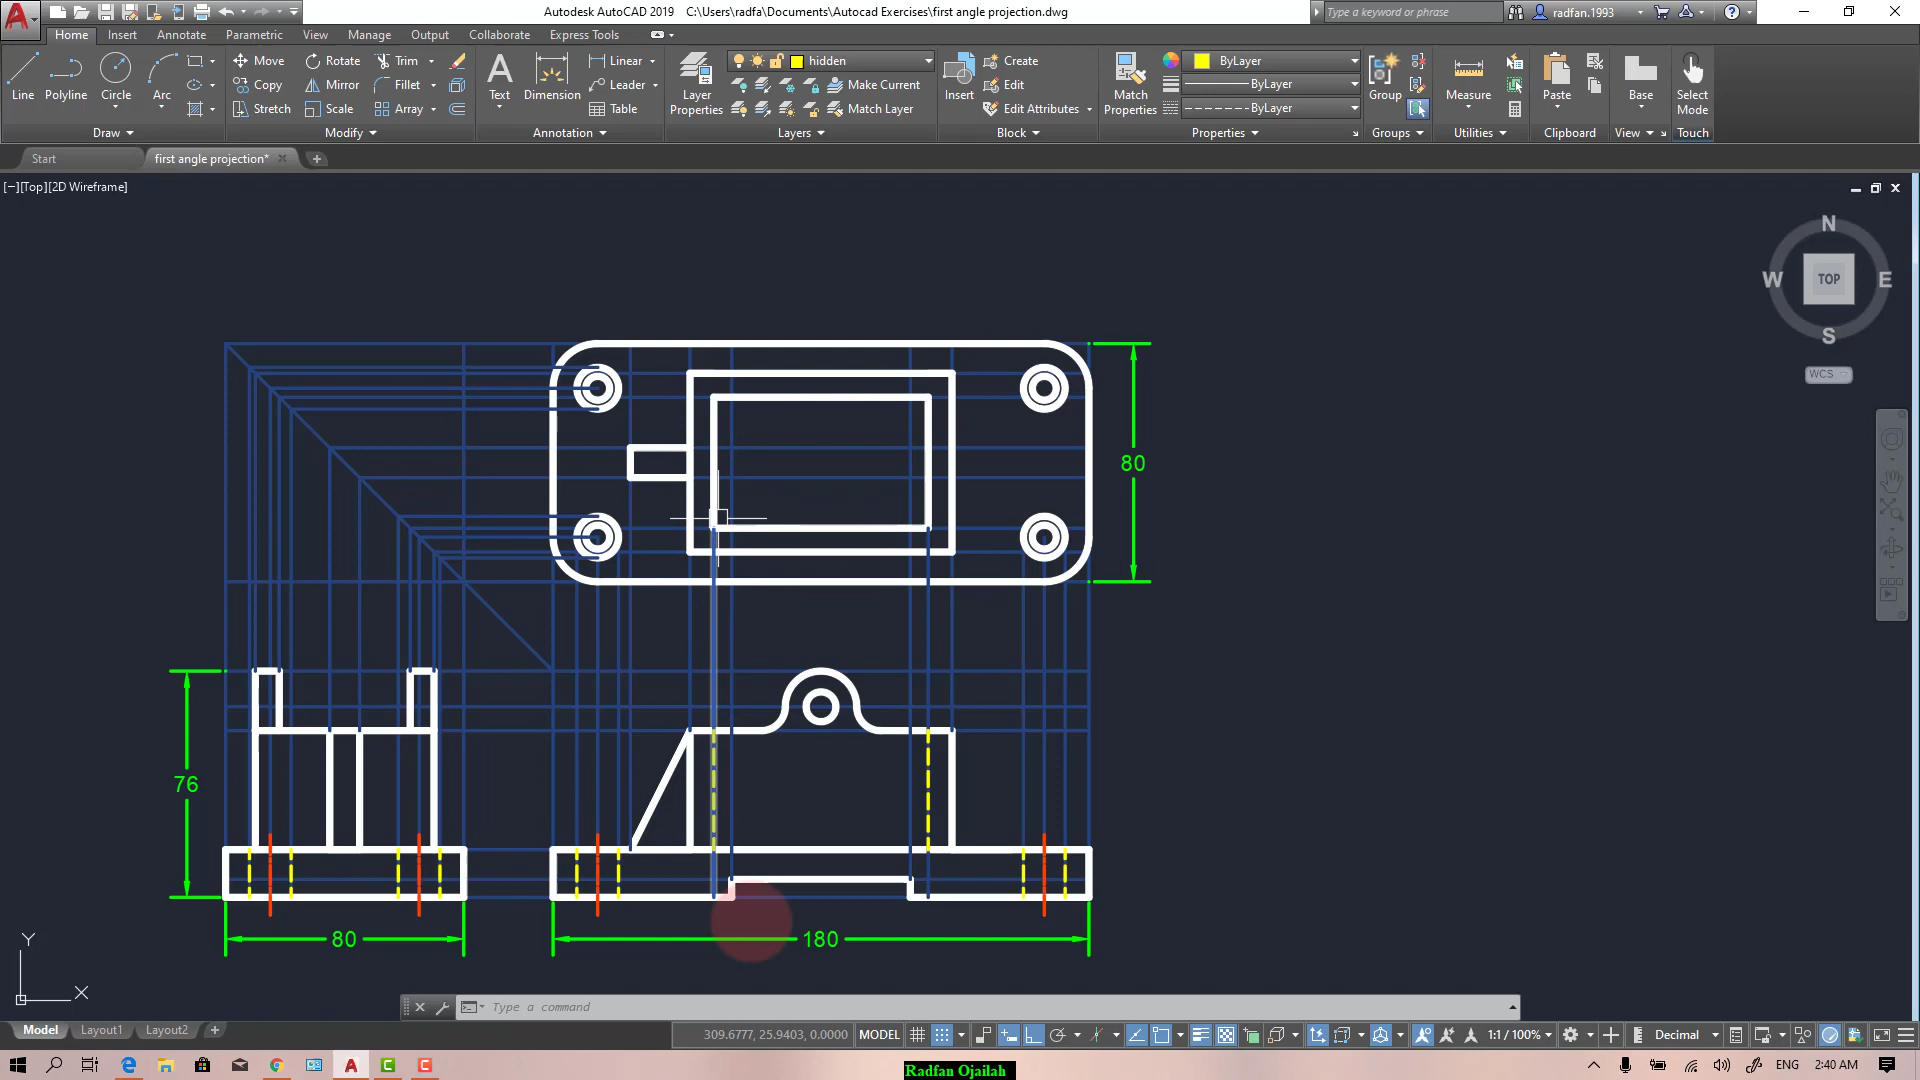 Autodesk AutoCAD 2019 C:\Users\radfa\Documents\Autocad Exercises\first angle projection.dwg
Type a keyword or phrase
radfan.1993
Home Insert Annotate Parametric View Manage Output Collaborate Express Tools
Line Polyline Circle Arc
Move Rotate Trim
Copy Mirror Fillet
Stretch Scale Array
Text Dimension
Linear
Leader
Table
Layer Properties
hidden
Make Current
Match Layer
Insert
Create
Edit
Edit Attributes
Match Properties
ByLayer
ByLayer
ByLayer
Group
Measure
Paste
Base
Select Mode
Draw Modify Annotation Layers Block Properties Groups Utilities Clipboard View Touch
Start first angle projection*
[−][Top][2D Wireframe]
N
W TOP E
S
WCS
80
76
80
180
Y
X
Type a command
Model Layout1 Layout2
309.6777, 25.9403, 0.0000 MODEL 1:1 / 100% Decimal
ENG 2:40 AM
Radfan Ojailah